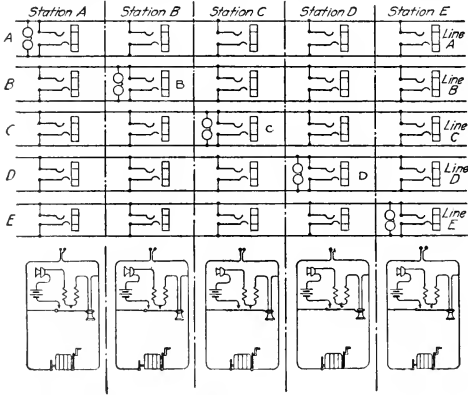 Station A Station B Station C Station D Station E
A Line A
B B Line B
C C Line C
D D Line D
E Line E